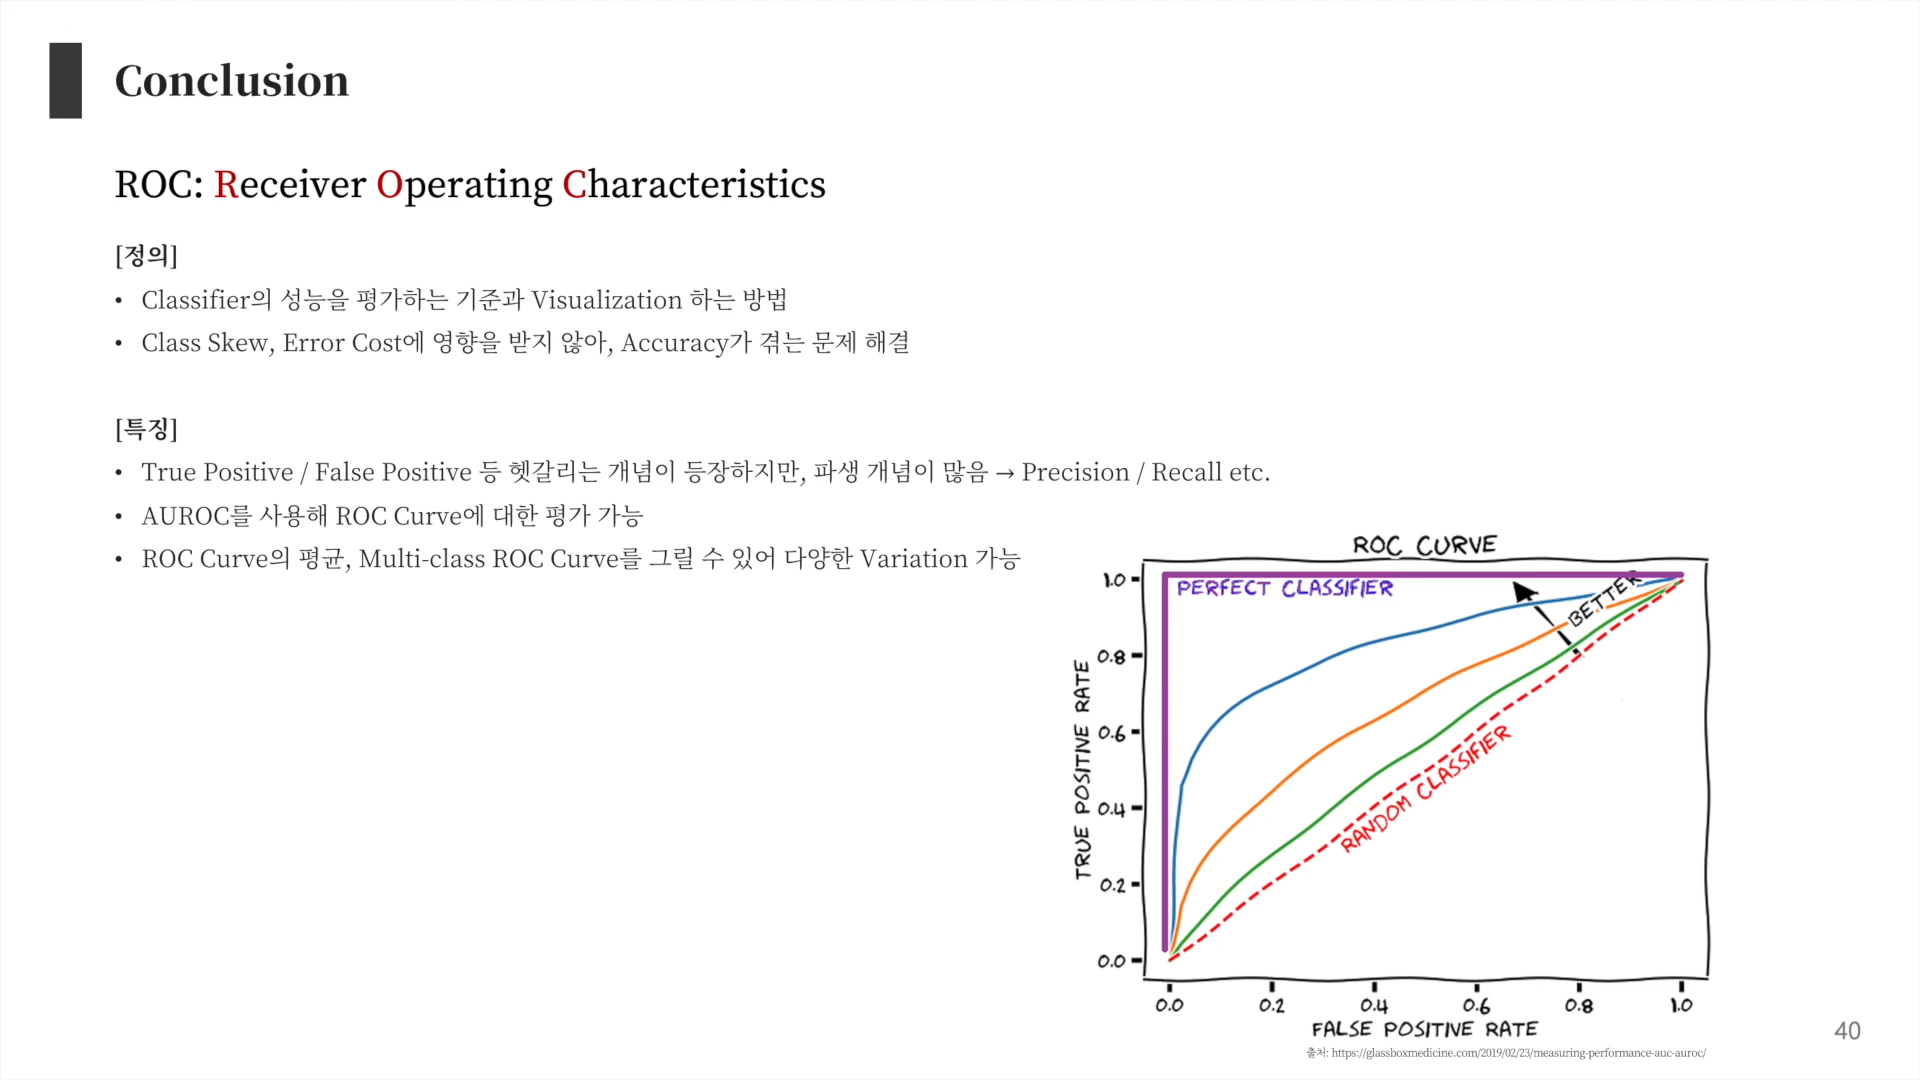 Conclusion
ROC: Receiver Operating Characteristics
[정의]
• Classifier의 성능을 평가하는 기준과 Visualization 하는 방법
• Class Skew, Error Cost에 영향을 받지 않아, Accuracy가 겪는 문제 해결
[특징]
• True Positive / False Positive 등 헷갈리는 개념이 등장하지만, 파생 개념이 많음 → Precision / Recall etc.
• AUROC를 사용해 ROC Curve에 대한 평가 가능
• ROC Curve의 평균, Multi-class ROC Curve를 그릴 수 있어 다양한 Variation 가능
ROC CURVE
PERFECT CLASSIFIER
BETTER
RANDOM CLASSIFIER
TRUE POSITIVE RATE
1.0
0.8
0.6
0.4
0.2
0.0
0.0 0.2 0.4 0.6 0.8 1.0
FALSE POSITIVE RATE
출처: https://glassboxmedicine.com/2019/02/23/measuring-performance-auc-auroc/
40